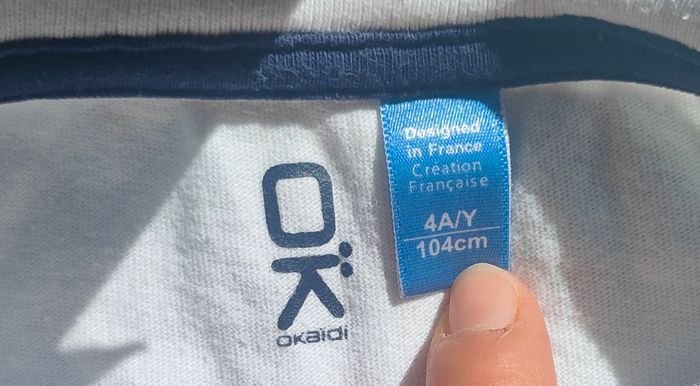 OK
okaïdi
Designed
in France
Création
Française
4A/Y
104cm